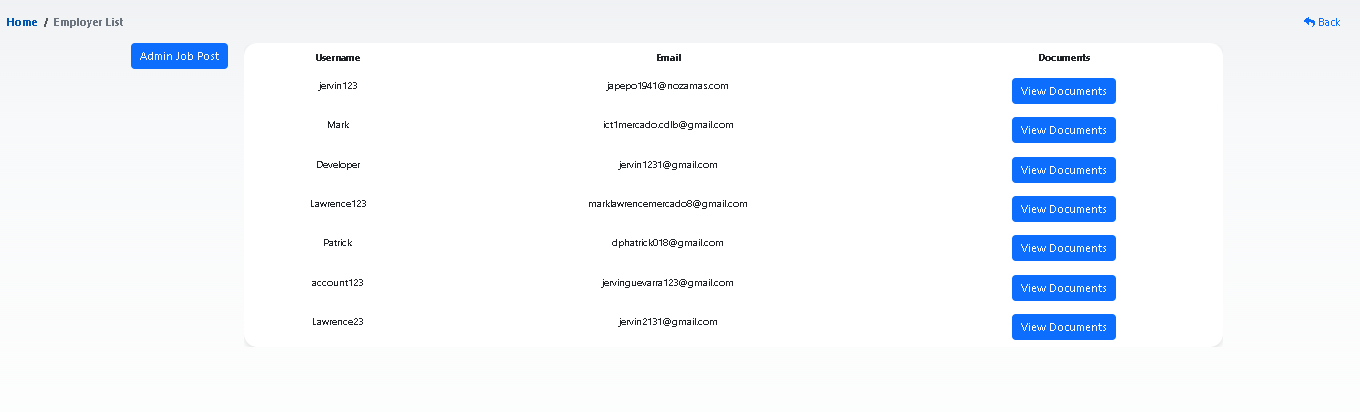 Home / Employer List
Back
Admin Job Post
Username Email Documents
jervin123 japepo1941@nozamas.com View Documents
Mark ict1mercado.cdlb@gmail.com View Documents
Developer jervin1231@gmail.com View Documents
Lawrence123 marklawrencemercado8@gmail.com View Documents
Patrick dphatrick018@gmail.com View Documents
account123 jervinguevarra123@gmail.com View Documents
Lawrence23 jervin2131@gmail.com View Documents